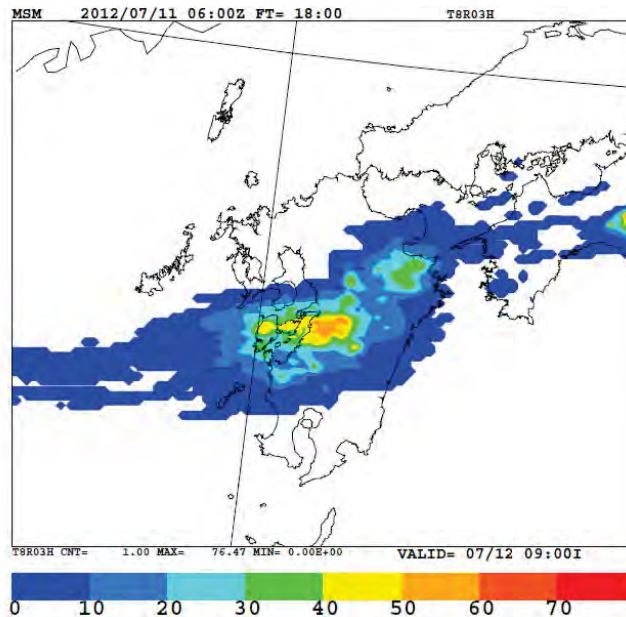 MSM 2012/07/11 06:00Z FT= 18:00 T8R03H
T8R03H CNT= 1.00 MAX= 76.47 MIN= 0.00E+00 VALID= 07/12 09:00I
0 10 20 30 40 50 60 70